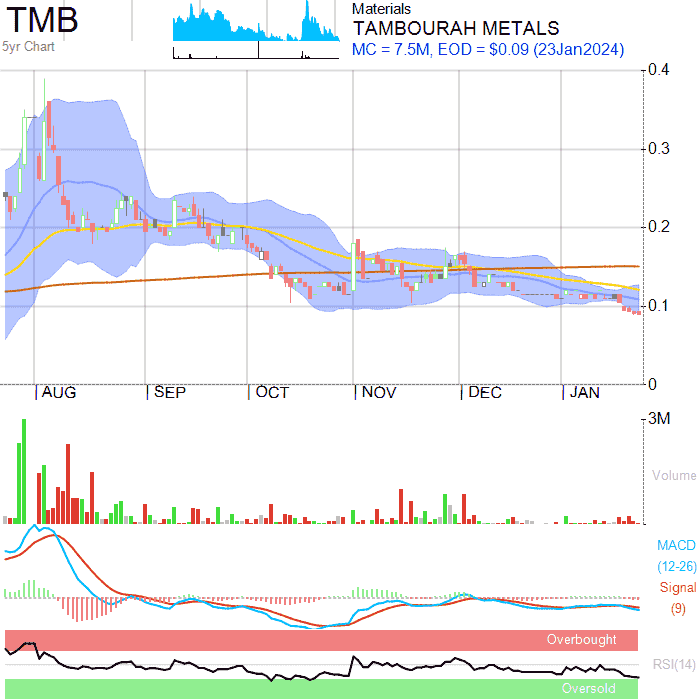 TMB
5yr Chart
Materials
TAMBOURAH METALS
MC = 7.5M, EOD = $0.09 (23Jan2024)
0.4
0.3
0.2
0.1
0
AUG SEP OCT NOV DEC JAN
3M
Volume
MACD
(12-26)
Signal
(9)
Overbought
RSI(14)
Oversold